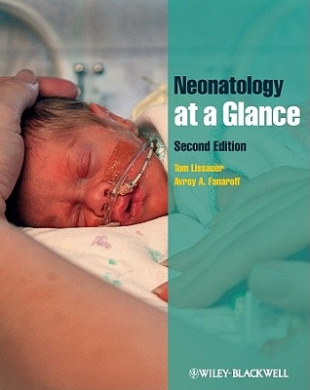 Neonatology
at a Glance
Second Edition
Tom Lissauer
Avroy A. Fanaroff
WILEY-BLACKWELL